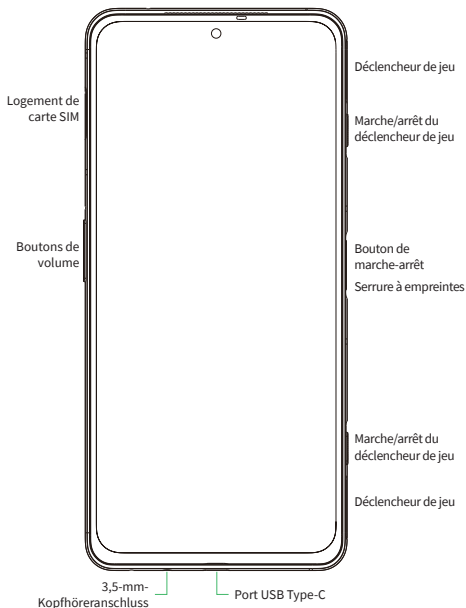 Déclencheur de jeu
Logement de
carte SIM
Marche/arrêt du
déclencheur de jeu
Boutons de
volume
Bouton de
marche-arrêt
Serrure à empreintes
Marche/arrêt du
déclencheur de jeu
Déclencheur de jeu
3,5-mm-
Kopfhöreranschluss
Port USB Type-C